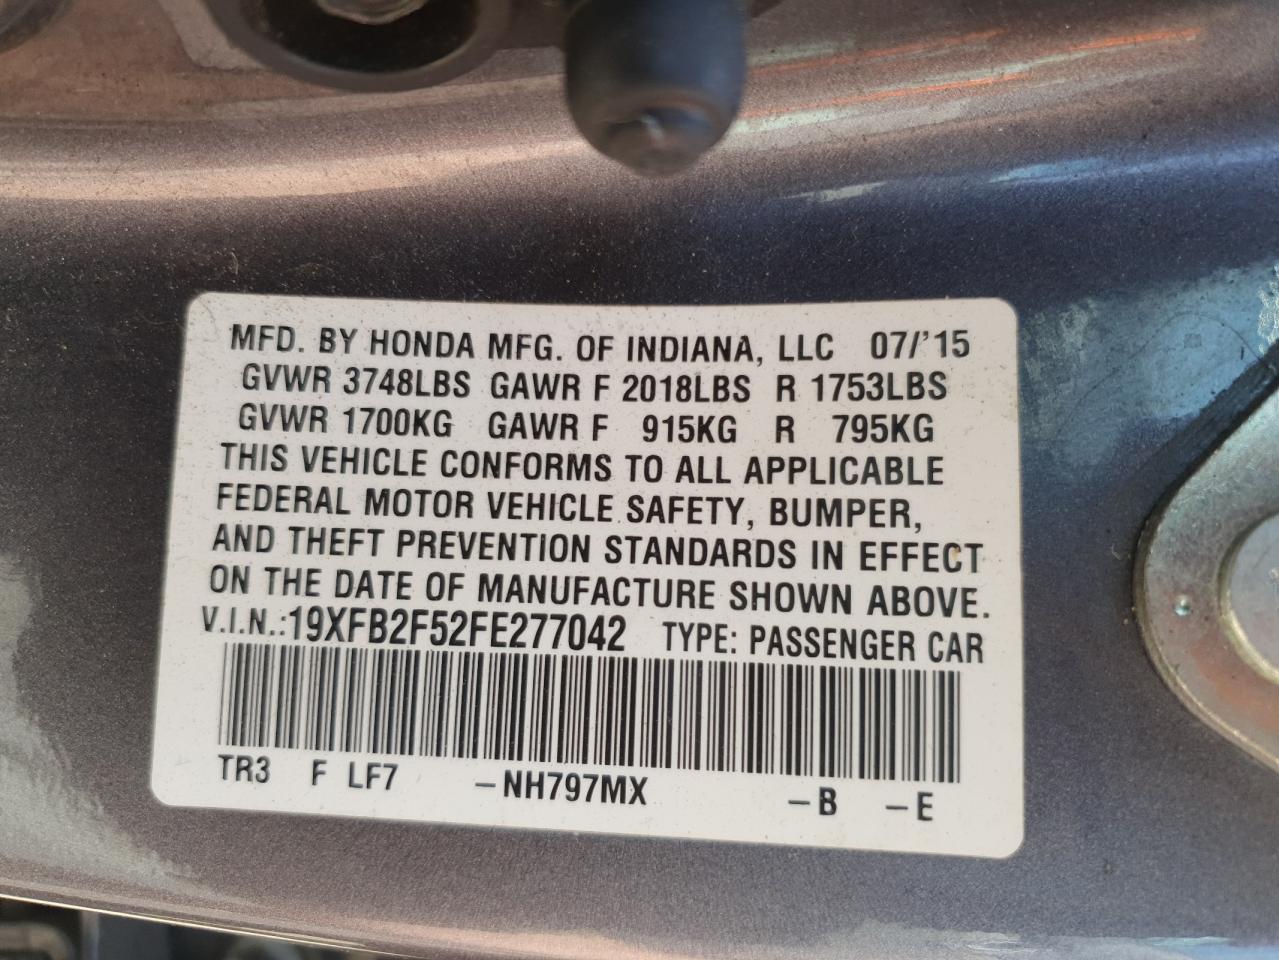 MFD. BY HONDA MFG. OF INDIANA, LLC 07/'15
GVWR 3748LBS GAWR F 2018LBS R 1753LBS
GVWR 1700KG GAWR F 915KG R 795KG
THIS VEHICLE CONFORMS TO ALL APPLICABLE
FEDERAL MOTOR VEHICLE SAFETY, BUMPER,
AND THEFT PREVENTION STANDARDS IN EFFECT
ON THE DATE OF MANUFACTURE SHOWN ABOVE.
V.I.N.:19XFB2F52FE277042 TYPE: PASSENGER CAR
TR3 F LF7 –NH797MX –B –E